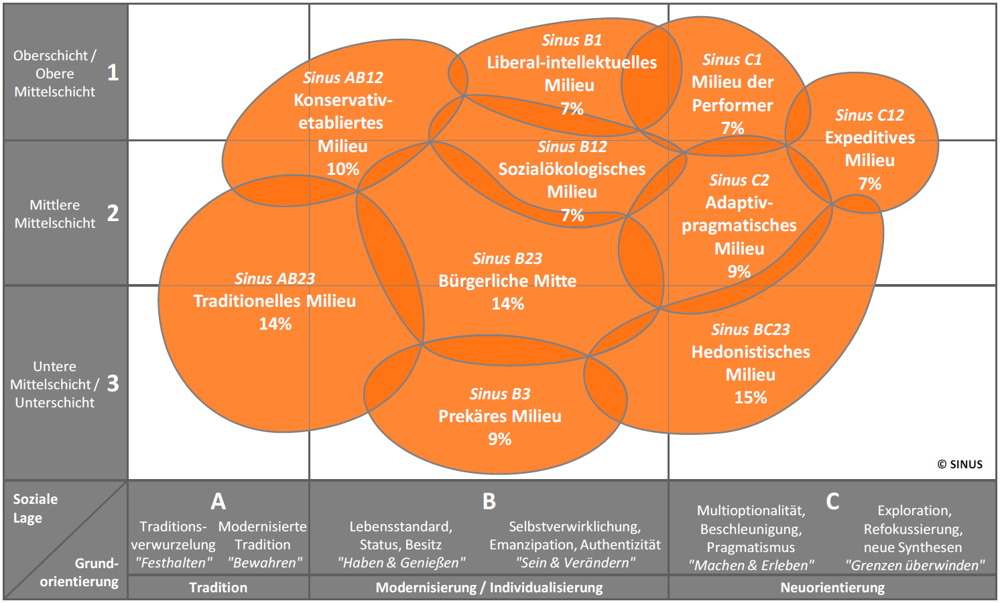 Oberschicht /
Obere
Mittelschicht
1
Mittlere
Mittelschicht
2
Untere
Mittelschicht /
Unterschicht
3
Sinus AB12
Konservativ-
etabliertes
Milieu
10%
Sinus B1
Liberal-intellektuelles
Milieu
7%
Sinus C1
Milieu der
Performer
7%
Sinus C12
Expeditives
Milieu
7%
Sinus B12
Sozialökologisches
Milieu
7%
Sinus C2
Adaptiv-
pragmatisches
Milieu
9%
Sinus AB23
Traditionelles Milieu
14%
Sinus B23
Bürgerliche Mitte
14%
Sinus BC23
Hedonistisches
Milieu
15%
Sinus B3
Prekäres Milieu
9%
© SINUS
Soziale
Lage
Grund-
orientierung
A
Traditions-
verwurzelung
"Festhalten"
Modernisierte
Tradition
"Bewahren"
Tradition
B
Lebensstandard,
Status, Besitz
"Haben & Genießen"
Selbstverwirklichung,
Emanzipation, Authentizität
"Sein & Verändern"
Modernisierung / Individualisierung
C
Multioptionalität,
Beschleunigung,
Pragmatismus
"Machen & Erleben"
Exploration,
Refokussierung,
neue Synthesen
"Grenzen überwinden"
Neuorientierung